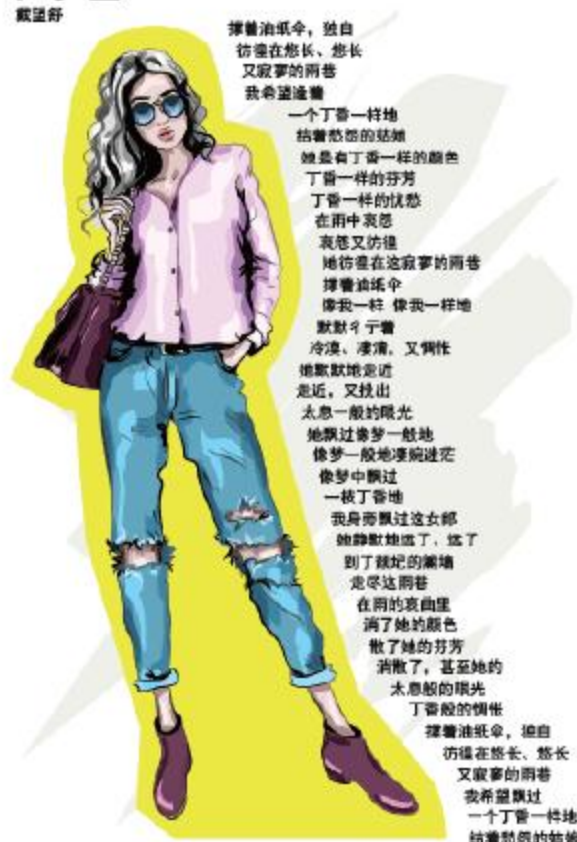 戴望舒
撑着油纸伞，独自
彷徨在悠长、悠长
又寂寥的雨巷
我希望逢着
一个丁香一样地
结着愁怨的姑娘
她是有丁香一样的颜色
丁香一样的芬芳
丁香一样的忧愁
在雨中哀怨
哀怨又彷徨
她彷徨在这寂寥的雨巷
撑着油纸伞
像我一样 像我一样地
默默彳亍着
冷漠、凄清，又惆怅
她默默地走近
走近，又投出
太息一般的眼光
她飘过像梦一般地
像梦一般地凄婉迷茫
像梦中飘过
一枝丁香地
我身旁飘过这女郎
她静默地远了，远了
到了颓圮的篱墙
走尽这雨巷
在雨的哀曲里
消了她的颜色
散了她的芬芳
消散了，甚至她的
太息般的眼光
丁香般的惆怅
撑着油纸伞，独自
彷徨在悠长、悠长
又寂寥的雨巷
我希望飘过
一个丁香一样地
结着愁怨的姑娘